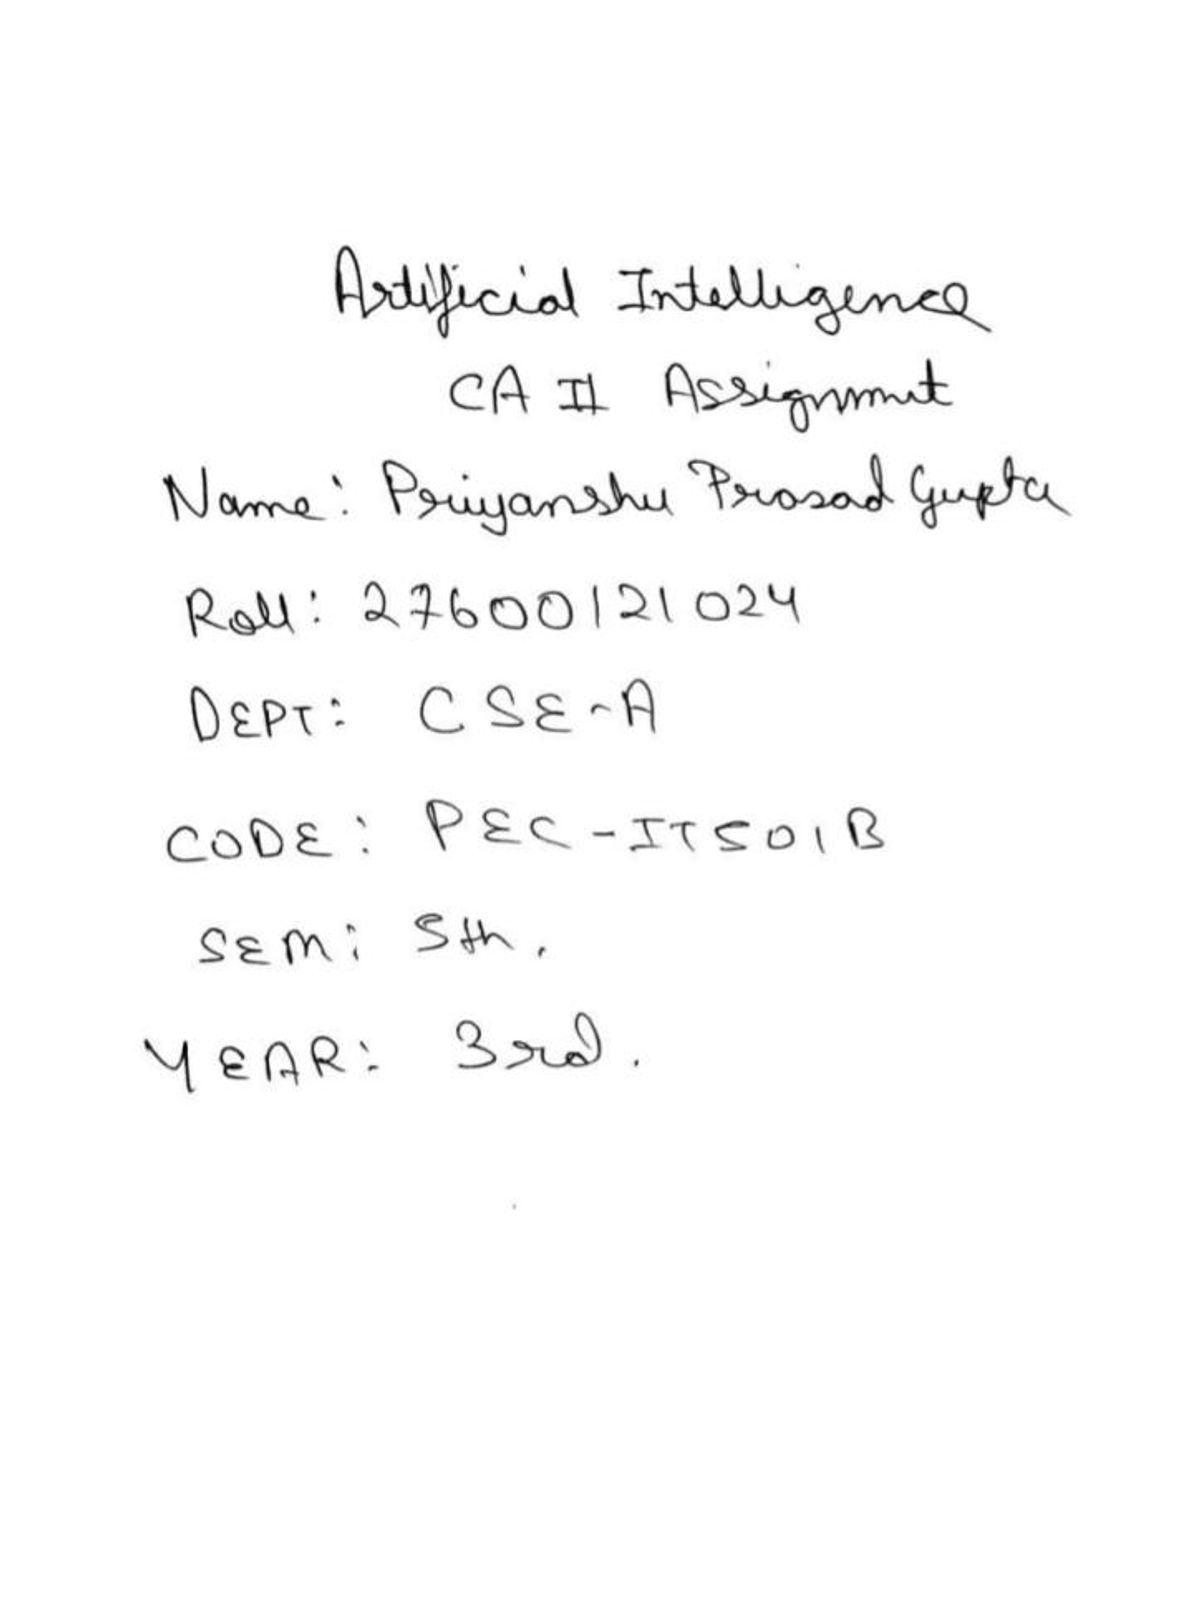 Artificial Intelligence
CA II Assignmnt
Name: Priyanshu Prasad Gupta
Roll: 27600121024
DEPT: CSE-A
CODE: PEC-IT501B
SEM: 5th.
YEAR: 3rd.